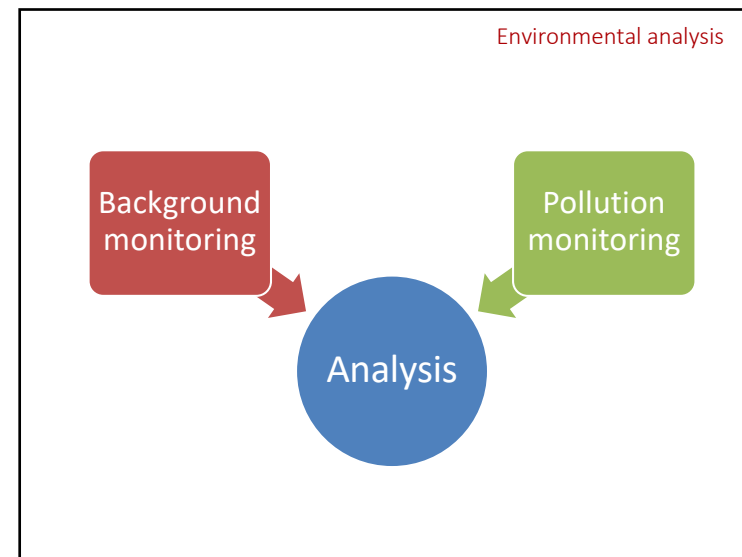 Environmental analysis
Background
monitoring
Pollution
monitoring
Analysis